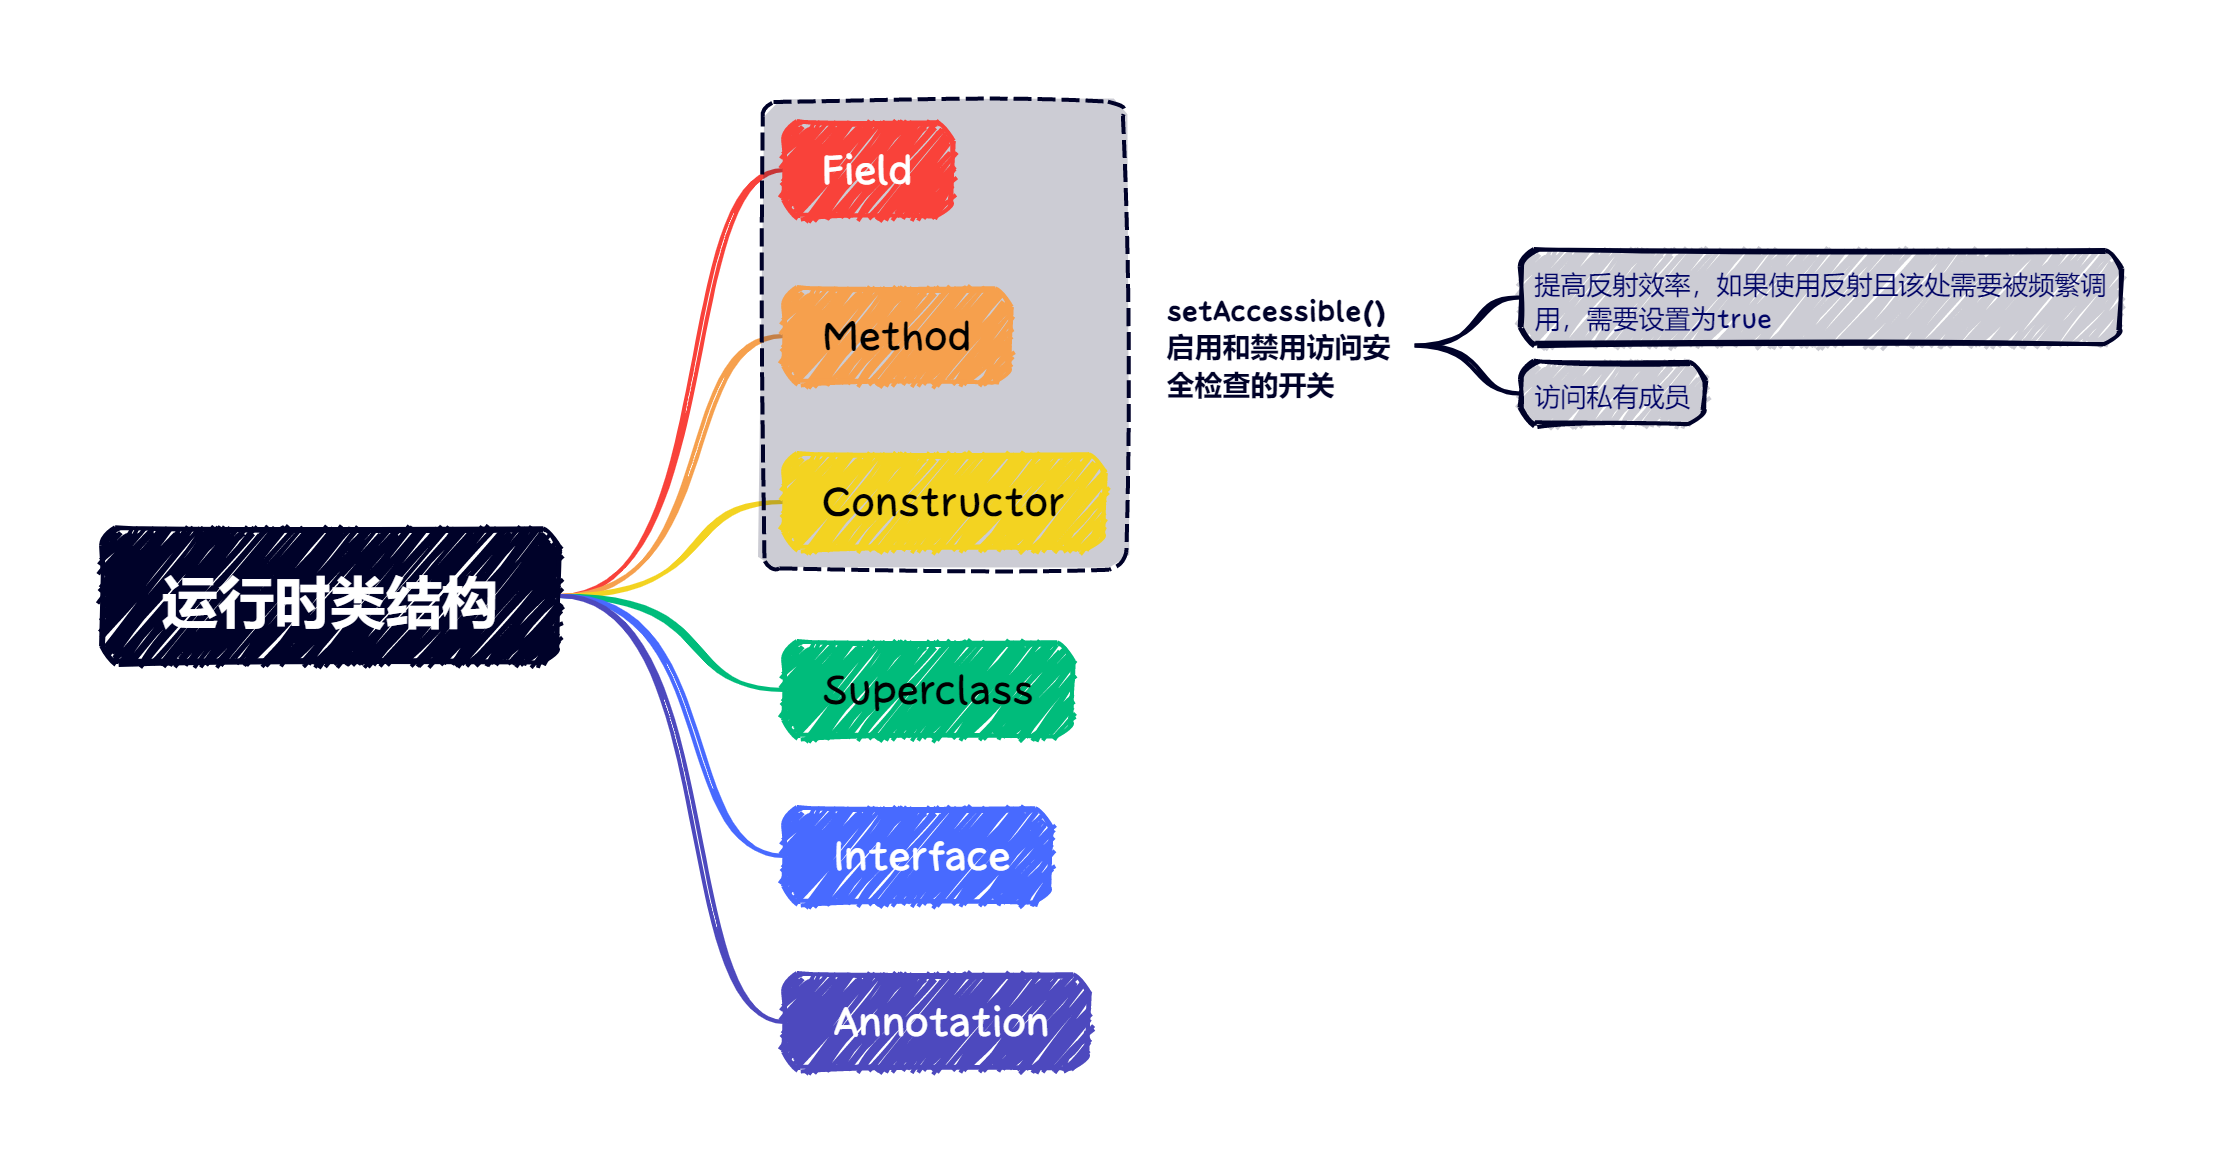 运行时类结构
Field
Method
Constructor
Superclass
Interface
Annotation
setAccessible()
启用和禁用访问安
全检查的开关
提高反射效率，如果使用反射且该处需要被频繁调
用，需要设置为true
访问私有成员